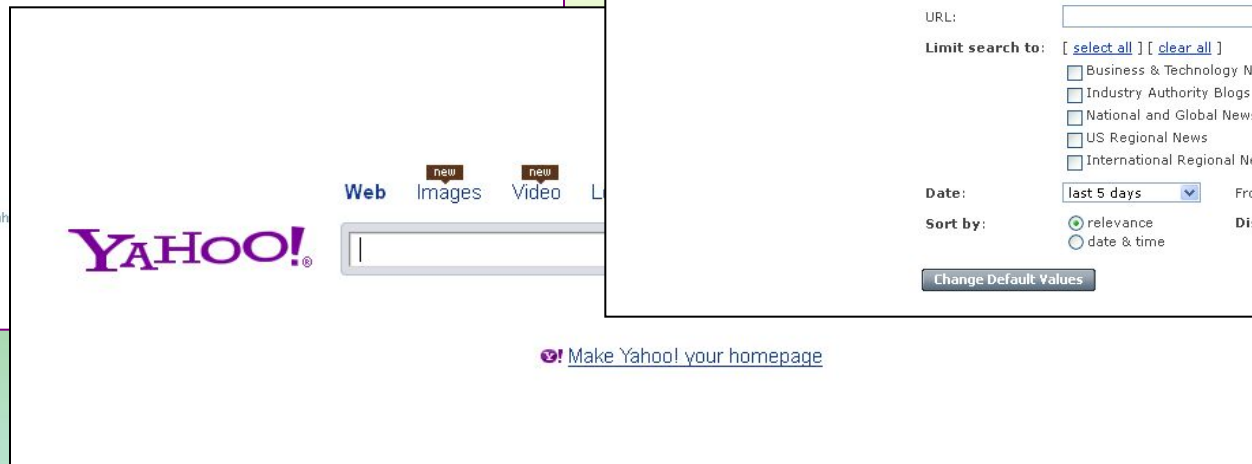 URL:
Limit search to: [ select all ] [ clear all ]
Business & Technology
Industry Authority Blogs
National and Global
US Regional News
International Regional
Date: last 5 days
Sort by: relevance
date & time
Change Default Values
new new
Web Images Video
YAHOO!®
Y! Make Yahoo! your homepage